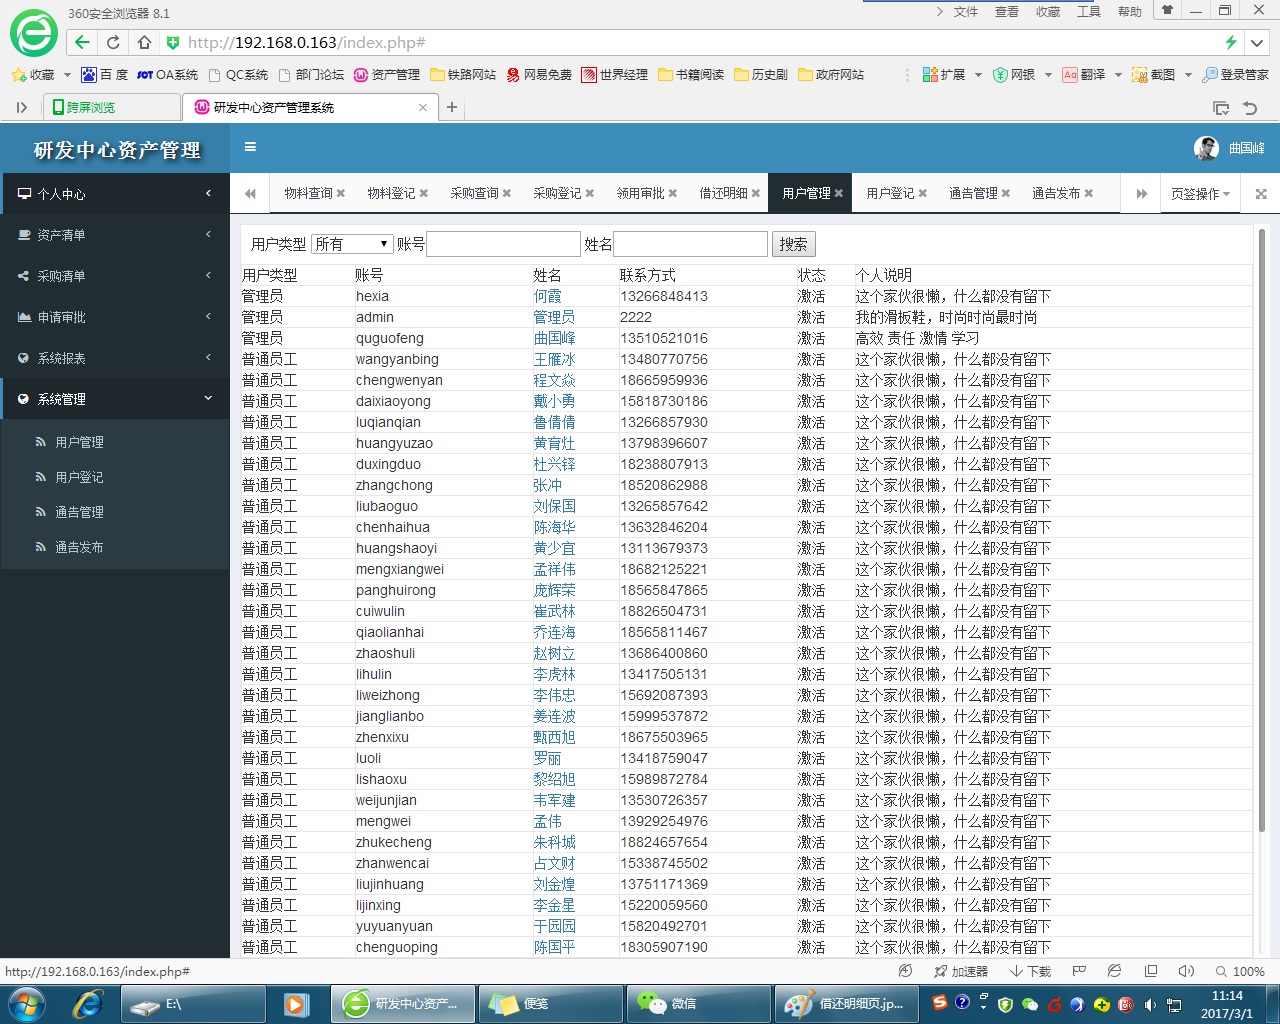 360安全浏览器 8.1
文件 查看 收藏 工具 帮助
http://192.168.0.163/index.php#
收藏 百 度 SOT OA系统 QC系统 部门论坛 资产管理 铁路网站 网易免费 世界经理 书籍阅读 历史剧 政府网站 扩展 网银 Aa 翻译 截图 登录管家
跨屏浏览 研发中心资产管理系统
研发中心资产管理 曲国峰
个人中心
资产清单
采购清单
申请审批
系统报表
系统管理
用户管理
用户登记
通告管理
通告发布
物料查询 物料登记 采购查询 采购登记 领用审批 借还明细 用户管理 用户登记 通告管理 通告发布 页签操作
用户类型 所有 账号 姓名 搜索
用户类型 账号 姓名 联系方式 状态 个人说明
管理员 hexia 何霞 13266848413 激活 这个家伙很懒，什么都没有留下
管理员 admin 管理员 2222 激活 我的滑板鞋，时尚时尚最时尚
管理员 quguofeng 曲国峰 13510521016 激活 高效 责任 激情 学习
普通员工 wangyanbing 王雁冰 13480770756 激活 这个家伙很懒，什么都没有留下
普通员工 chengwenyan 程文焱 18665959936 激活 这个家伙很懒，什么都没有留下
普通员工 daixiaoyong 戴小勇 15818730186 激活 这个家伙很懒，什么都没有留下
普通员工 luqianqian 鲁倩倩 13266857930 激活 这个家伙很懒，什么都没有留下
普通员工 huangyuzao 黄育灶 13798396607 激活 这个家伙很懒，什么都没有留下
普通员工 duxingduo 杜兴铎 18238807913 激活 这个家伙很懒，什么都没有留下
普通员工 zhangchong 张冲 18520862988 激活 这个家伙很懒，什么都没有留下
普通员工 liubaoguo 刘保国 13265857642 激活 这个家伙很懒，什么都没有留下
普通员工 chenhaihua 陈海华 13632846204 激活 这个家伙很懒，什么都没有留下
普通员工 huangshaoyi 黄少宜 13113679373 激活 这个家伙很懒，什么都没有留下
普通员工 mengxiangwei 孟祥伟 18682125221 激活 这个家伙很懒，什么都没有留下
普通员工 panghuirong 庞辉荣 18565847865 激活 这个家伙很懒，什么都没有留下
普通员工 cuiwulin 崔武林 18826504731 激活 这个家伙很懒，什么都没有留下
普通员工 qiaolianhai 乔连海 18565811467 激活 这个家伙很懒，什么都没有留下
普通员工 zhaoshuli 赵树立 13686400860 激活 这个家伙很懒，什么都没有留下
普通员工 lihulin 李虎林 13417505131 激活 这个家伙很懒，什么都没有留下
普通员工 liweizhong 李伟忠 15692087393 激活 这个家伙很懒，什么都没有留下
普通员工 jianglianbo 姜连波 15999537872 激活 这个家伙很懒，什么都没有留下
普通员工 zhenxixu 甄西旭 18675503965 激活 这个家伙很懒，什么都没有留下
普通员工 luoli 罗丽 13418759047 激活 这个家伙很懒，什么都没有留下
普通员工 lishaoxu 黎绍旭 15989872784 激活 这个家伙很懒，什么都没有留下
普通员工 weijunjian 韦军建 13530726357 激活 这个家伙很懒，什么都没有留下
普通员工 mengwei 孟伟 13929254976 激活 这个家伙很懒，什么都没有留下
普通员工 zhukecheng 朱科城 18824657654 激活 这个家伙很懒，什么都没有留下
普通员工 zhanwencai 占文财 15338745502 激活 这个家伙很懒，什么都没有留下
普通员工 liujinhuang 刘金煌 13751171369 激活 这个家伙很懒，什么都没有留下
普通员工 lijinxing 李金星 15220059560 激活 这个家伙很懒，什么都没有留下
普通员工 yuyuanyuan 于园园 15820492701 激活 这个家伙很懒，什么都没有留下
普通员工 chenguoping 陈国平 18305907190 激活 这个家伙很懒，什么都没有留下
http://192.168.0.163/index.php# 加速器 下载 100%
E:\ 研发中心资产... 便笺 微信 借还明细页.jp... 11:14
2017/3/1